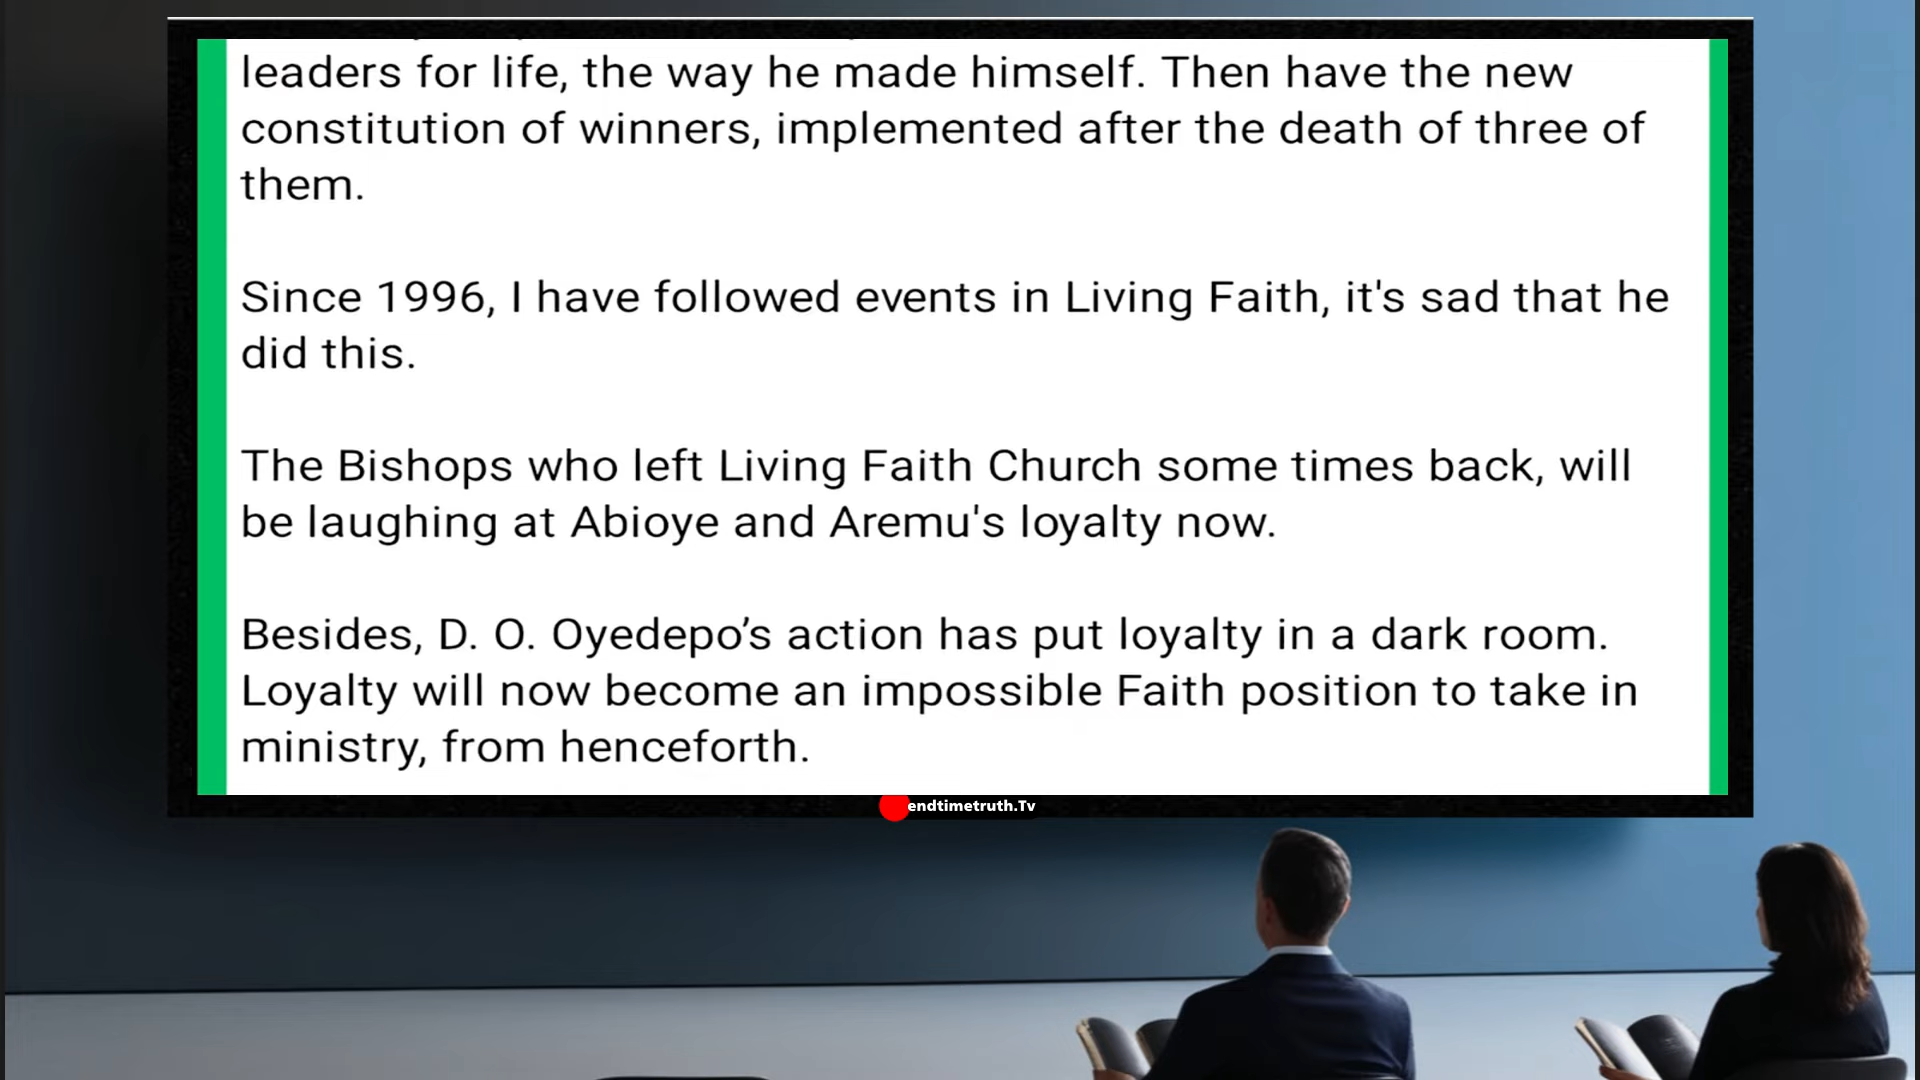 leaders for life, the way he made himself. Then have the new
constitution of winners, implemented after the death of three of
them.
Since 1996, I have followed events in Living Faith, it's sad that he
did this.
The Bishops who left Living Faith Church some times back, will
be laughing at Abioye and Aremu's loyalty now.
Besides, D. O. Oyedepo’s action has put loyalty in a dark room.
Loyalty will now become an impossible Faith position to take in
ministry, from henceforth.
endtimetruth.Tv